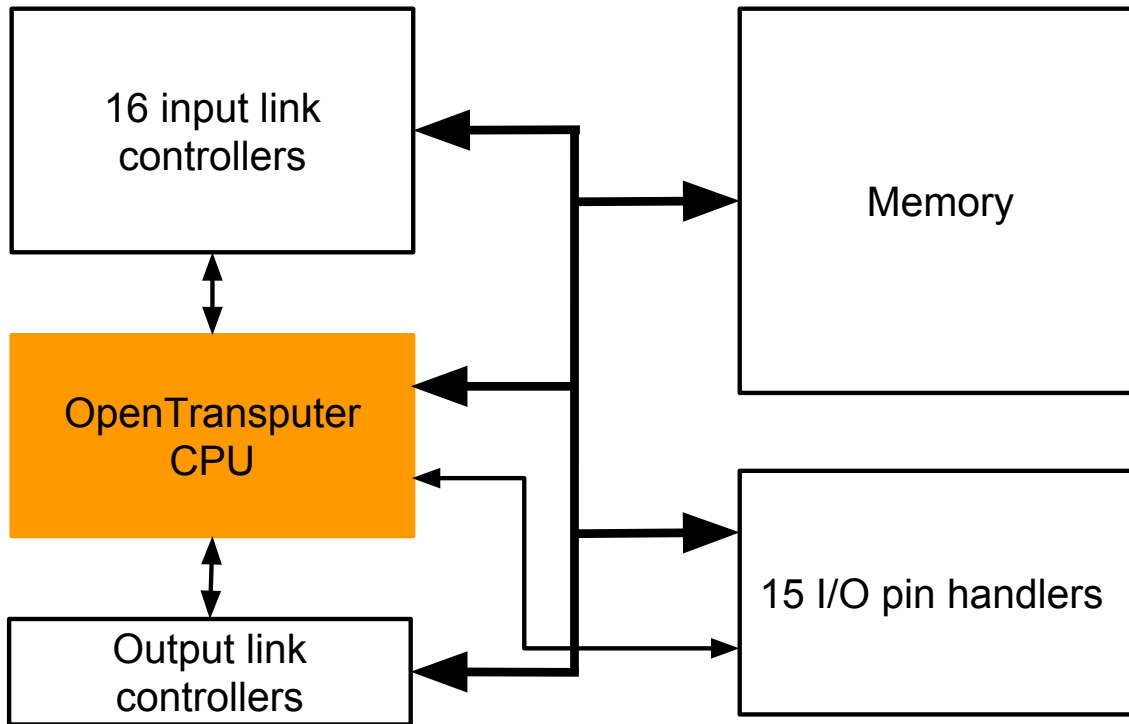 16 input link
controllers
Memory
OpenTransputer
CPU
15 I/O pin handlers
Output link
controllers